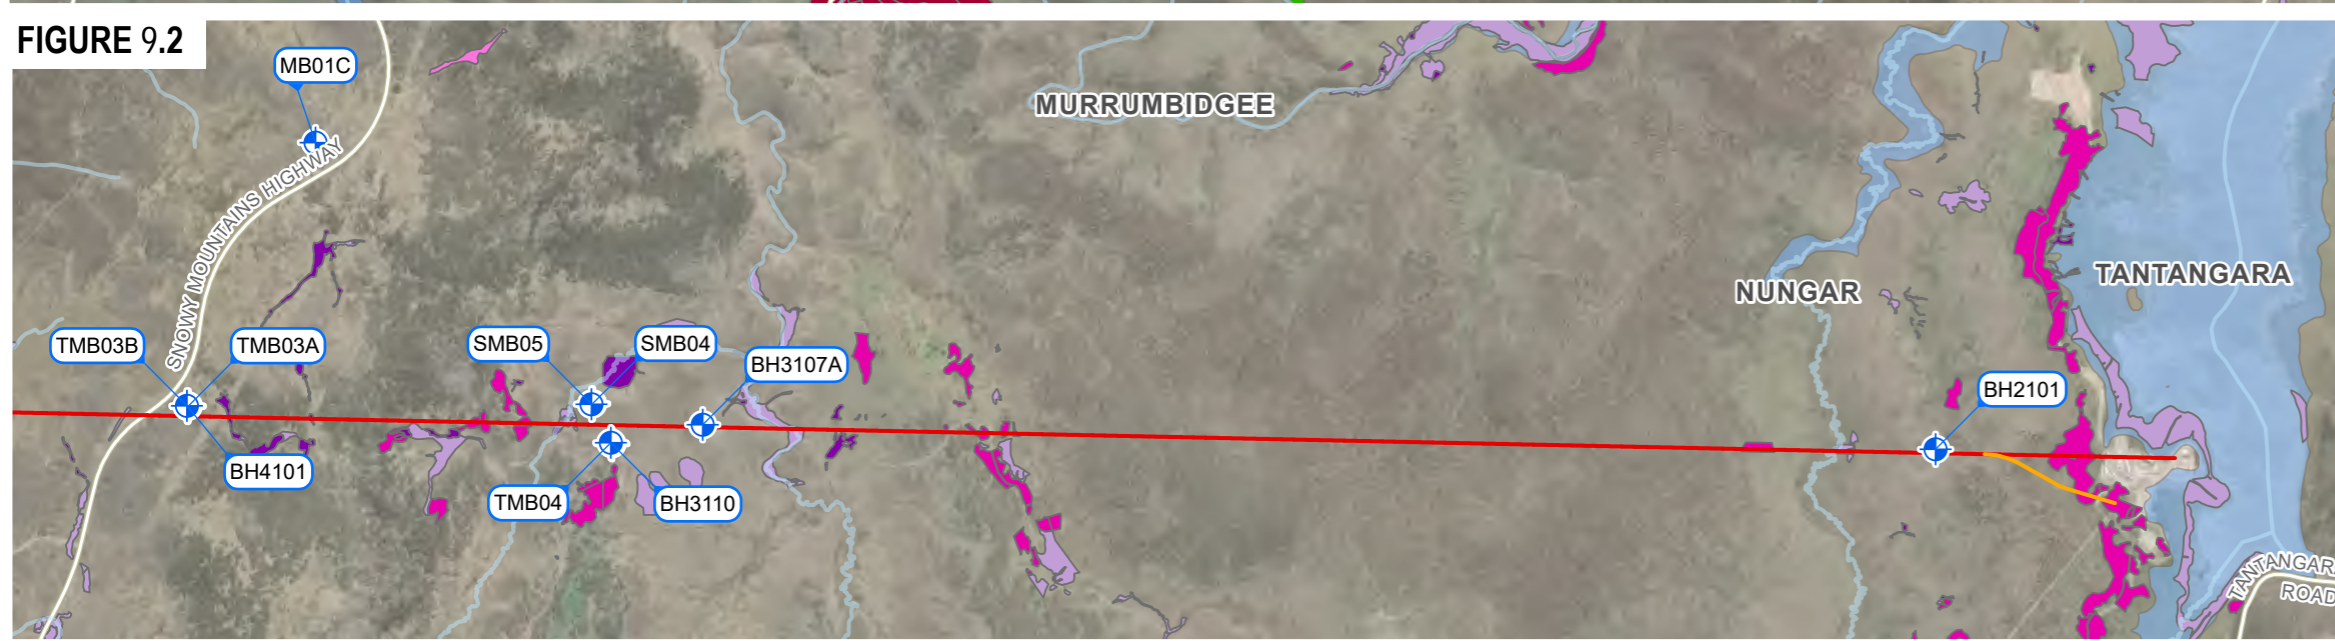 FIGURE 9.2
MB01C
MURRUMBIDGEE
SNOWY MOUNTAINS HIGHWAY
TANTANGARA
NUNGAR
TMB03B
TMB03A
SMB05
SMB04
BH3107A
BH2101
BH4101
TMB04
BH3110
TANTANGARA
ROAD